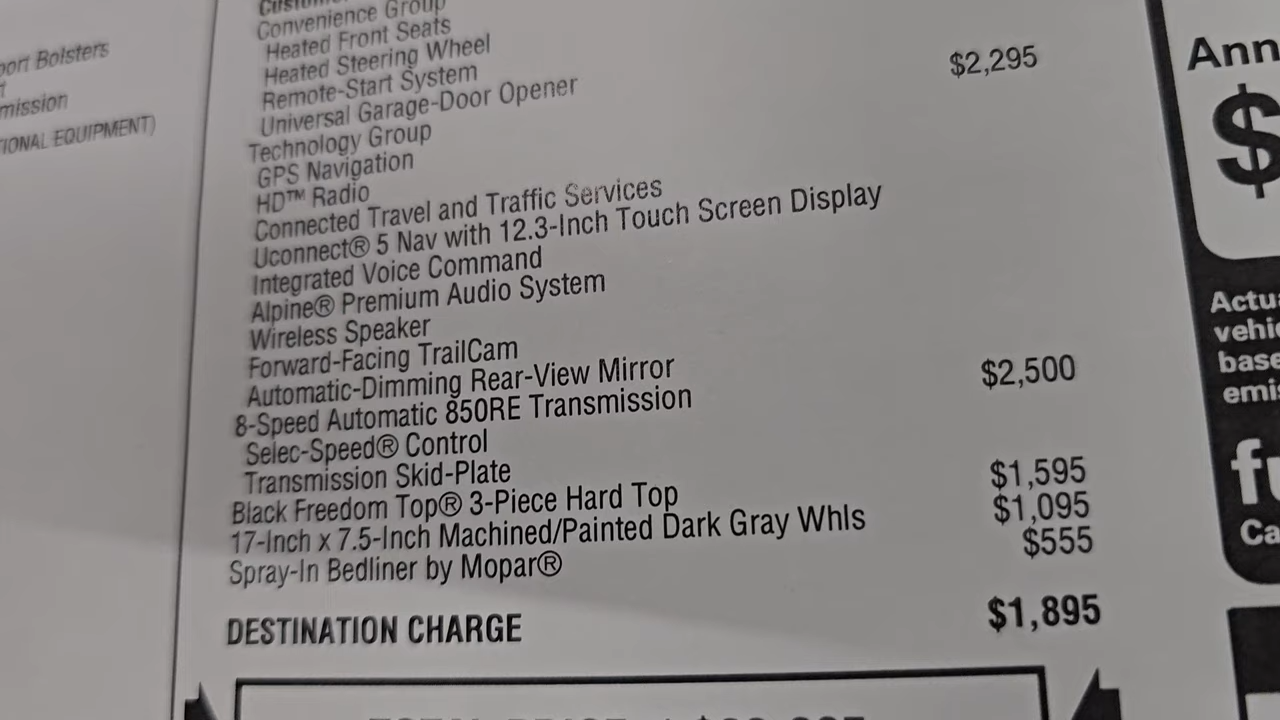 port Bolsters
mission
TIONAL EQUIPMENT)
Convenience Group
Heated Front Seats
Heated Steering Wheel
Remote-Start System
Universal Garage-Door Opener
Technology Group $2,295
GPS Navigation
HD™ Radio
Connected Travel and Traffic Services
Uconnect® 5 Nav with 12.3-Inch Touch Screen Display
Integrated Voice Command
Alpine® Premium Audio System
Wireless Speaker
Forward-Facing TrailCam
Automatic-Dimming Rear-View Mirror
8-Speed Automatic 850RE Transmission $2,500
Selec-Speed® Control
Transmission Skid-Plate
Black Freedom Top® 3-Piece Hard Top $1,595
17-Inch x 7.5-Inch Machined/Painted Dark Gray Whls $1,095
Spray-In Bedliner by Mopar® $555
DESTINATION CHARGE $1,895
Ann
$
Actu
vehic
base
emis
fu
Ca